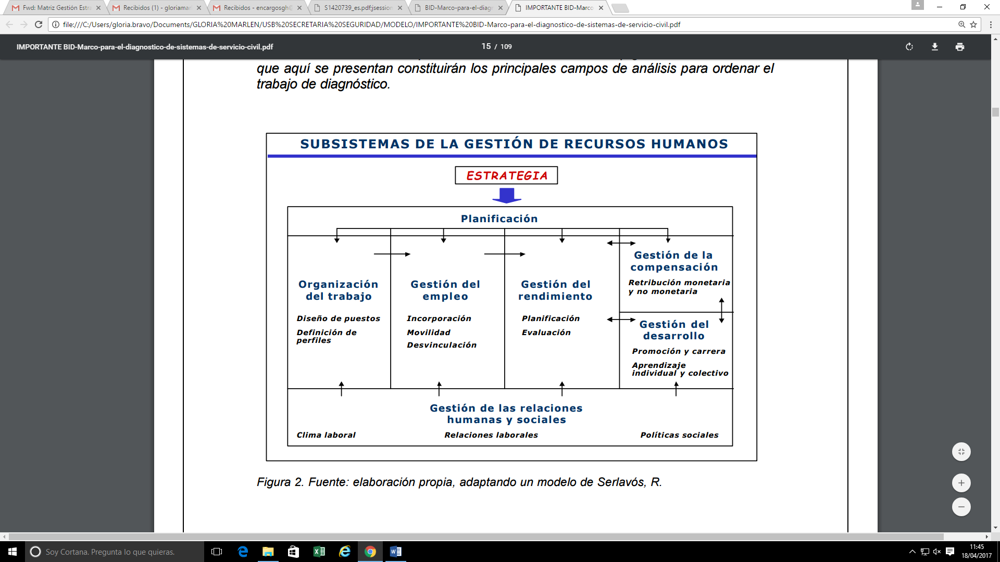 Fwd: Matriz Gestión Estra
Recibidos (1) - gloriamar
Recibidos - encargosgh@
S1420739_es.pdf;jsession
BID-Marco-para-el-diagn
IMPORTANTE BID-Marco
file:///C:/Users/gloria.bravo/Documents/GLORIA%20MARLEN/USB%20SECRETARIA%20SEGURIDAD/MODELO/IMPORTANTE%20BID-Marco-para-el-diagnostico-de-sistemas-de-servicio-civil.pdf
IMPORTANTE BID-Marco-para-el-diagnostico-de-sistemas-de-servicio-civil.pdf
15 / 109
que aquí se presentan constituirán los principales campos de análisis para ordenar el
trabajo de diagnóstico.
SUBSISTEMAS DE LA GESTIÓN DE RECURSOS HUMANOS
ESTRATEGIA
Planificación
Organización
del trabajo
Diseño de puestos
Definición de
perfiles
Gestión del
empleo
Incorporación
Movilidad
Desvinculación
Gestión del
rendimiento
Planificación
Evaluación
Gestión de la
compensación
Retribución monetaria
y no monetaria
Gestión del
desarrollo
Promoción y carrera
Aprendizaje
individual y colectivo
Gestión de las relaciones
humanas y sociales
Clima laboral
Relaciones laborales
Políticas sociales
Figura 2. Fuente: elaboración propia, adaptando un modelo de Serlavós, R.
Soy Cortana. Pregunta lo que quieras.
11:45
18/04/2017